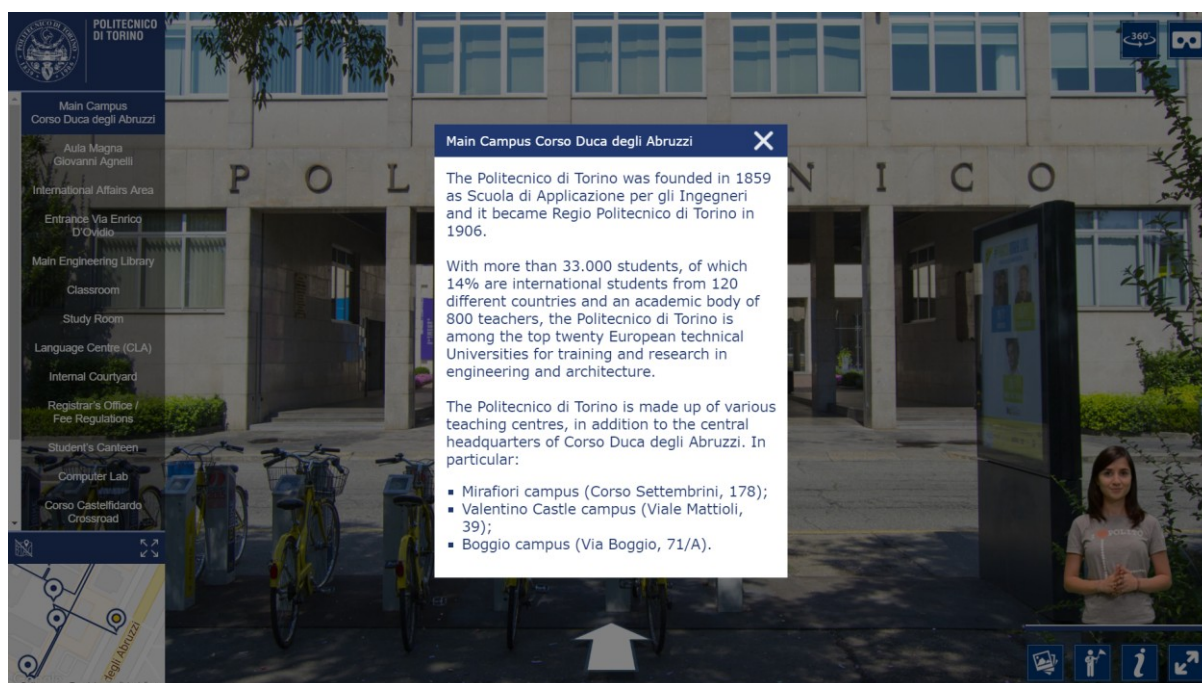 POLITECNICO
DI TORINO
Main Campus
Corso Duca degli Abruzzi
Aula Magna
Giovanni Agnelli
International Affairs Area
Entrance Via Enrico
D'Ovidio
Main Engineering Library
Classroom
Study Room
Language Centre (CLA)
Internal Courtyard
Registrar's Office /
Fee Regulations
Student's Canteen
Computer Lab
Corso Castelfidardo
Crossroad
degli Abruzzi
360°
P O L N I C O
Main Campus Corso Duca degli Abruzzi
The Politecnico di Torino was founded in 1859
as Scuola di Applicazione per gli Ingegneri
and it became Regio Politecnico di Torino in
1906.
With more than 33.000 students, of which
14% are international students from 120
different countries and an academic body of
800 teachers, the Politecnico di Torino is
among the top twenty European technical
Universities for training and research in
engineering and architecture.
The Politecnico di Torino is made up of various
teaching centres, in addition to the central
headquarters of Corso Duca degli Abruzzi. In
particular:
▪ Mirafiori campus (Corso Settembrini, 178);
▪ Valentino Castle campus (Viale Mattioli,
39);
▪ Boggio campus (Via Boggio, 71/A).
POLITO